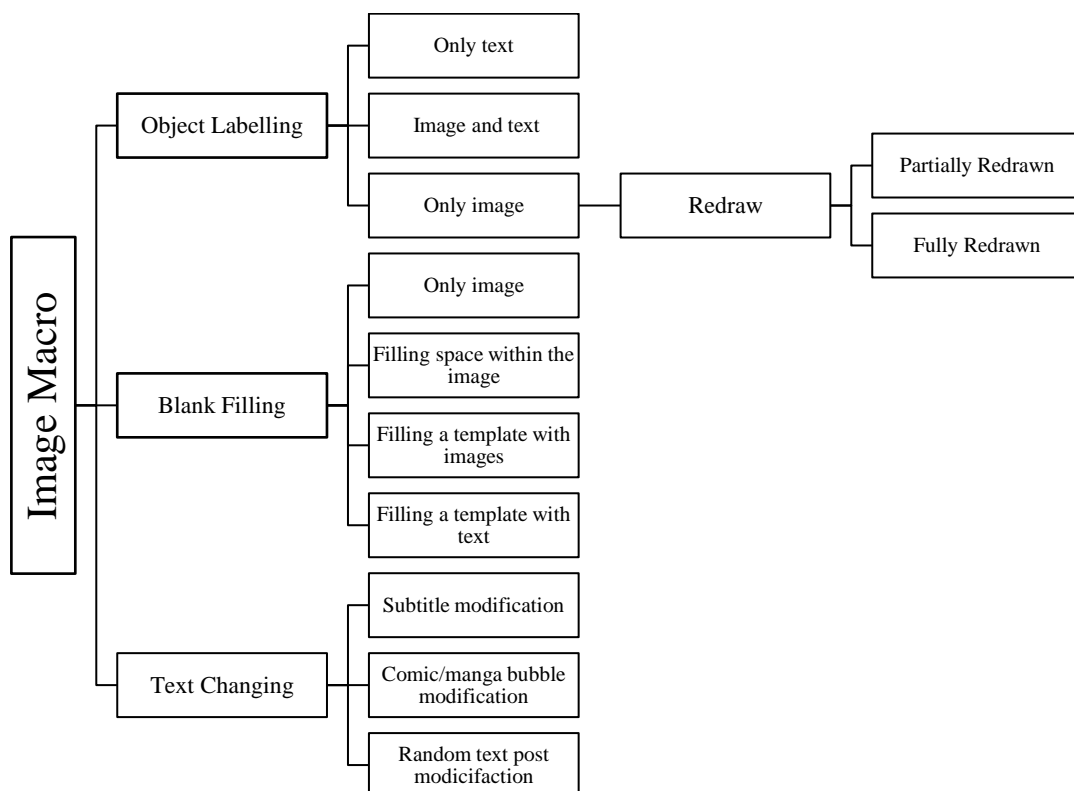 Image Macro
Object Labelling
Only text
Image and text
Only image
Redraw
Partially Redrawn
Fully Redrawn
Blank Filling
Only image
Filling space within the
image
Filling a template with
images
Filling a template with
text
Text Changing
Subtitle modification
Comic/manga bubble
modification
Random text post
modicifaction